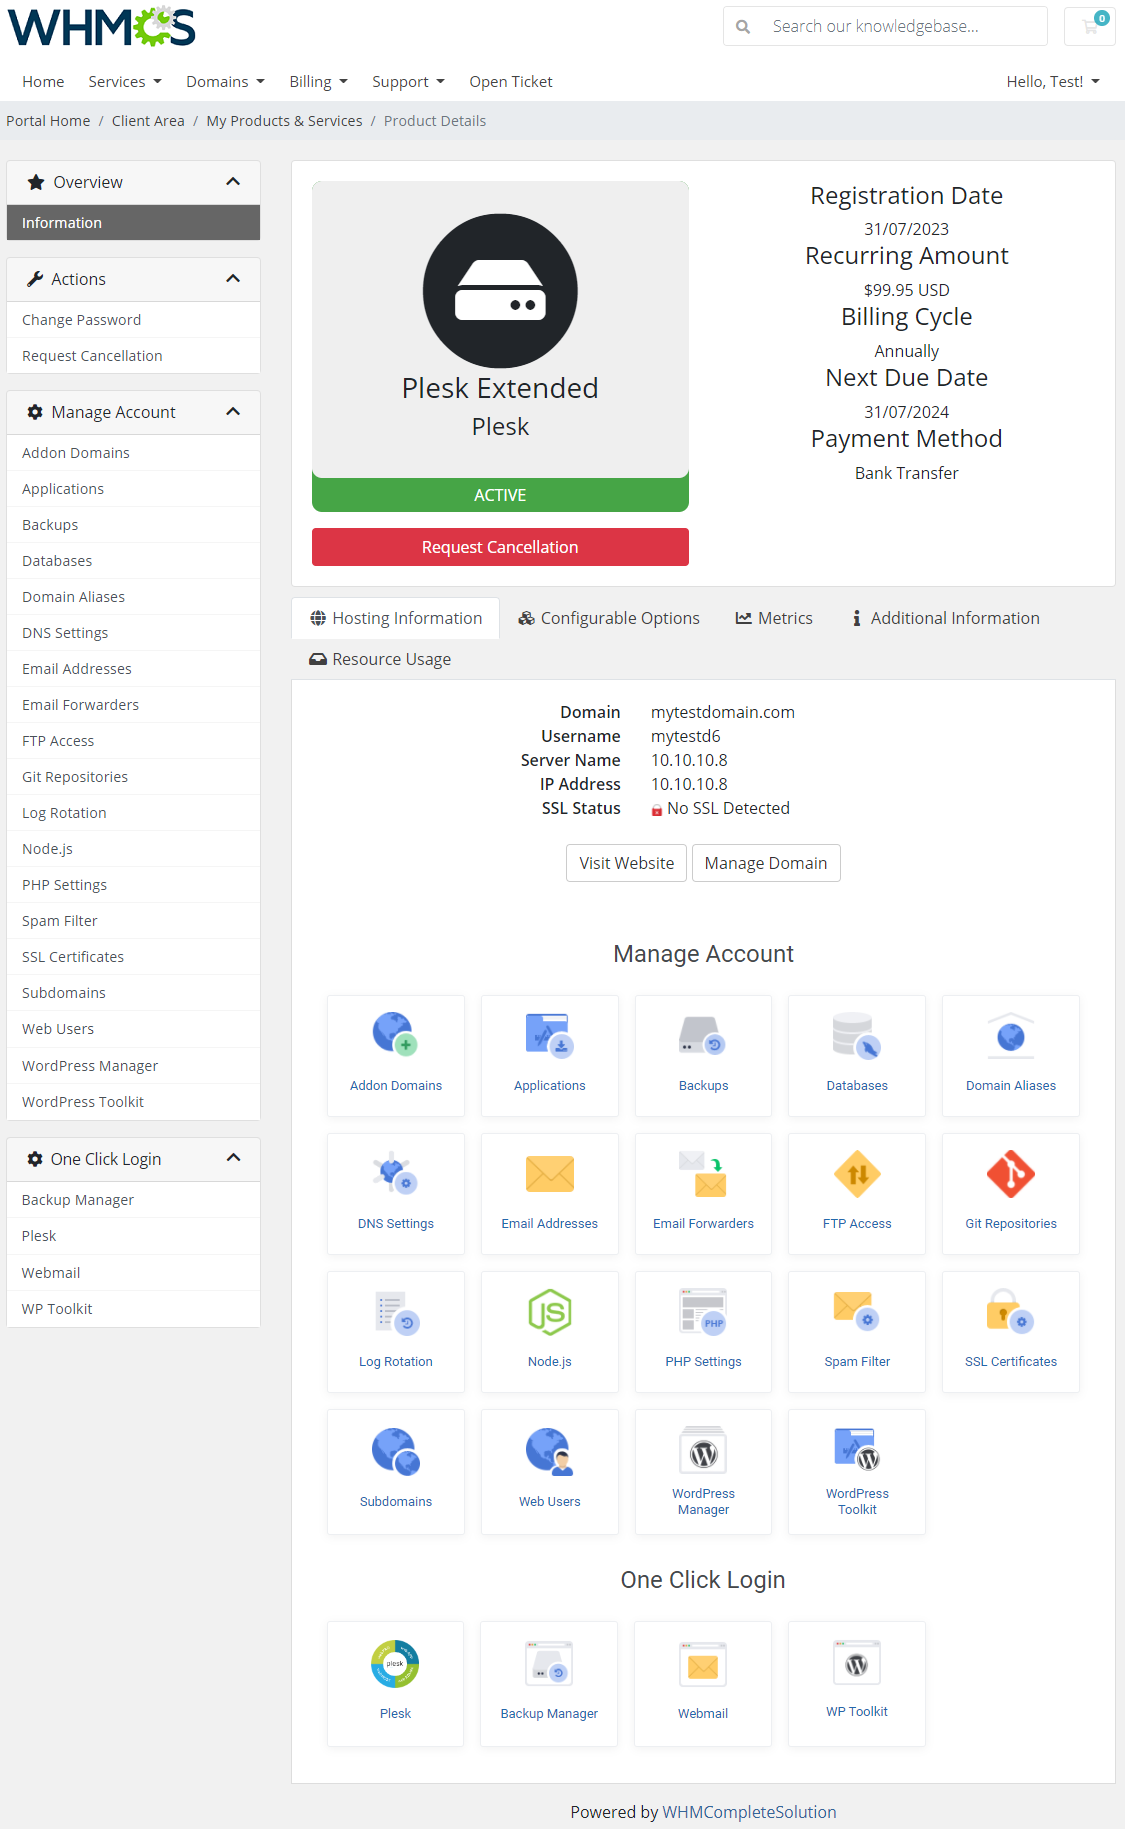 WHMCS
Search our knowledgebase...
0
Home
Services
Domains
Billing
Support
Open Ticket
Hello, Test!
Portal Home / Client Area / My Products & Services / Product Details
Overview
Information
Actions
Change Password
Request Cancellation
Manage Account
Addon Domains
Applications
Backups
Databases
Domain Aliases
DNS Settings
Email Addresses
Email Forwarders
FTP Access
Git Repositories
Log Rotation
Node.js
PHP Settings
Spam Filter
SSL Certificates
Subdomains
Web Users
WordPress Manager
WordPress Toolkit
One Click Login
Backup Manager
Plesk
Webmail
WP Toolkit
Plesk Extended
Plesk
ACTIVE
Request Cancellation
Registration Date
31/07/2023
Recurring Amount
$99.95 USD
Billing Cycle
Annually
Next Due Date
31/07/2024
Payment Method
Bank Transfer
Hosting Information
Configurable Options
Metrics
Additional Information
Resource Usage
Domain mytestdomain.com
Username mytestd6
Server Name 10.10.10.8
IP Address 10.10.10.8
SSL Status No SSL Detected
Visit Website
Manage Domain
Manage Account
Addon Domains
Applications
Backups
Databases
Domain Aliases
DNS Settings
Email Addresses
Email Forwarders
FTP Access
Git Repositories
Log Rotation
JS
Node.js
PHP
PHP Settings
Spam Filter
SSL Certificates
Subdomains
Web Users
WordPress
Manager
WordPress
Toolkit
One Click Login
plesk
Plesk
Backup Manager
Webmail
WP Toolkit
Powered by WHMCompleteSolution